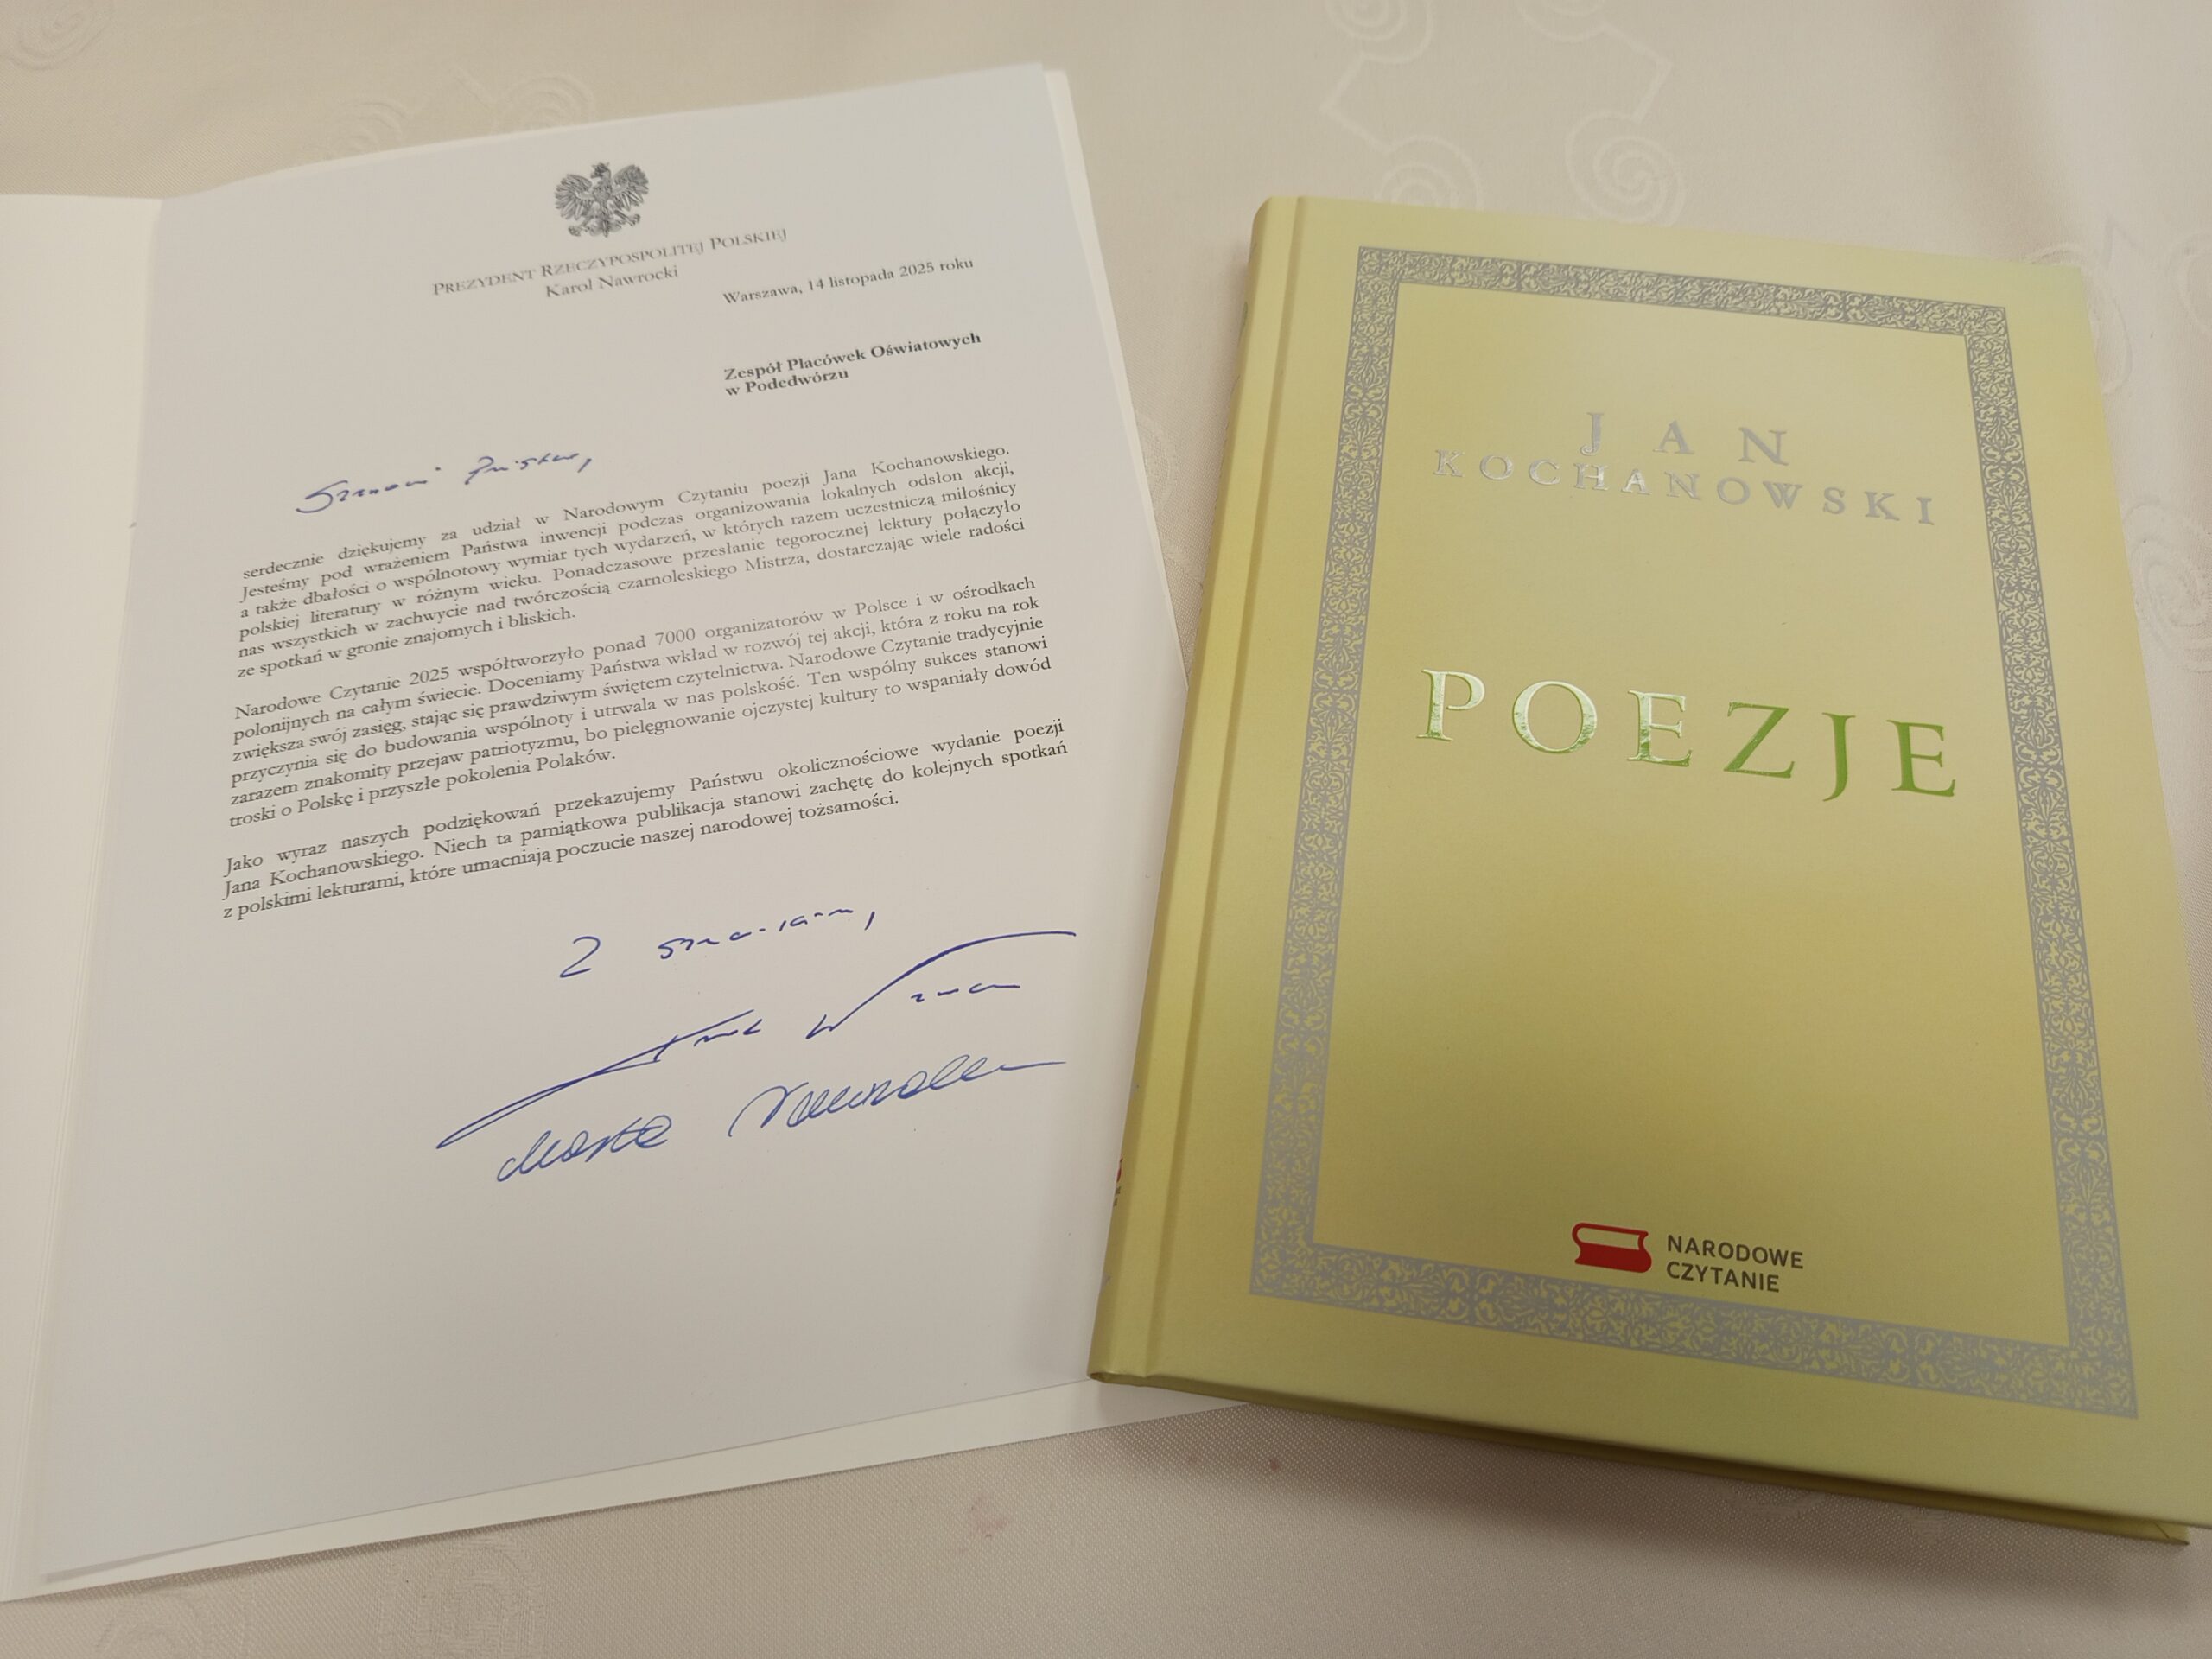 PREZYDENT RZECZYPOSPOLITEJ POLSKIEJ
Karol Nawrocki
Warszawa, 14 listopada 2025 roku
Zespół Placówek Oświatowych
w Podedwórzu
Szanowni Państwo,
serdecznie dziękujemy za udział w Narodowym Czytaniu poezji Jana Kochanowskiego.
Jesteśmy pod wrażeniem Państwa inwencji podczas organizowania lokalnych odsłon akcji,
a także dbałości o wspólnotowy wymiar tych wydarzeń, w których razem uczestniczą miłośnicy
polskiej literatury w różnym wieku. Ponadczasowe przesłanie tegorocznej lektury połączyło
nas wszystkich w zachwycie nad twórczością czarnoleskiego Mistrza, dostarczając wiele radości
ze spotkań w gronie znajomych i bliskich.
Narodowe Czytanie 2025 współtworzyło ponad 7000 organizatorów w Polsce i w ośrodkach
polonijnych na całym świecie. Doceniamy Państwa wkład w rozwój tej akcji, która z roku na rok
zwiększa swój zasięg, stając się prawdziwym świętem czytelnictwa. Narodowe Czytanie tradycyjnie
przyczynia się do budowania wspólnoty i utrwala w nas polskość. Ten wspólny sukces stanowi
zarazem znakomity przejaw patriotyzmu, bo pielęgnowanie ojczystej kultury to wspaniały dowód
troski o Polskę i przyszłe pokolenia Polaków.
Jako wyraz naszych podziękowań przekazujemy Państwu okolicznościowe wydanie poezji
Jana Kochanowskiego. Niech ta pamiątkowa publikacja stanowi zachętę do kolejnych spotkań
z polskimi lekturami, które umacniają poczucie naszej narodowej tożsamości.
Z szacunkiem,
Marta Nawrocka
JAN
KOCHANOWSKI
POEZJE
NARODOWE
CZYTANIE